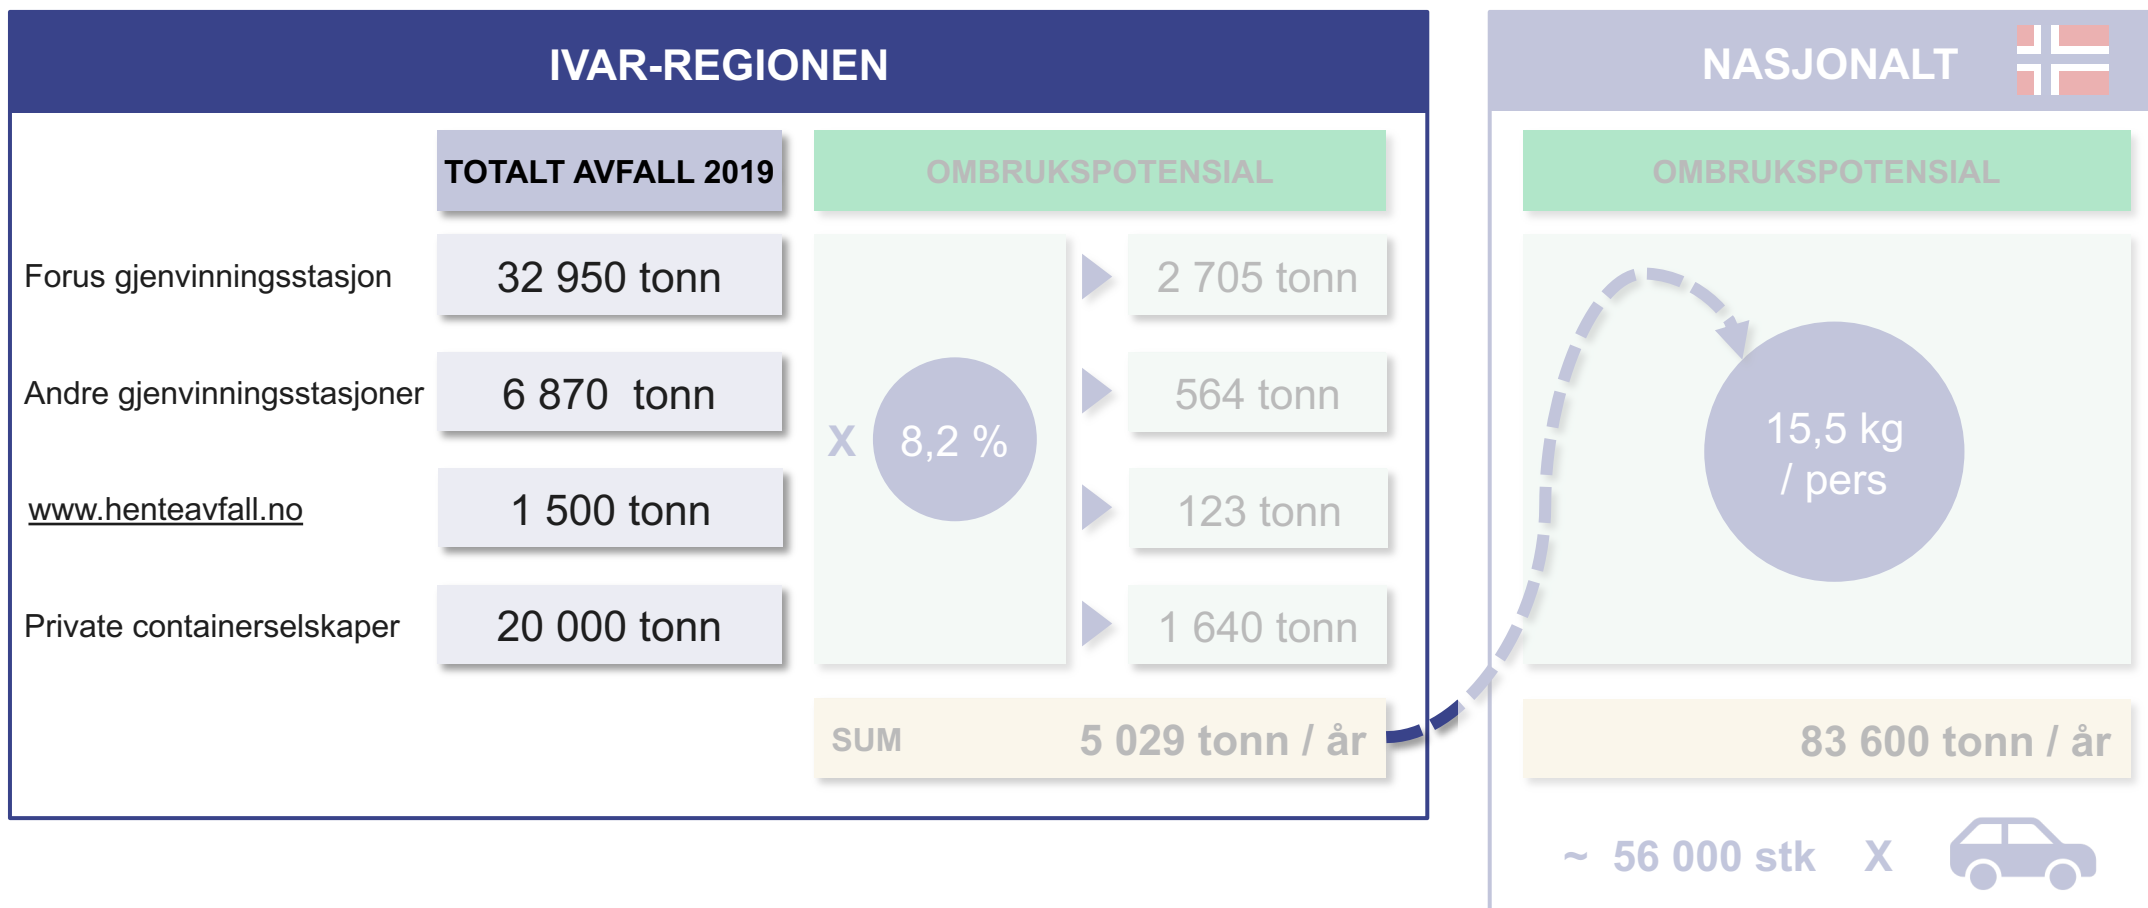 IVAR-REGIONEN
TOTALT AVFALL 2019
OMBRUKSPOTENSIAL
Forus gjenvinningsstasjon
32 950 tonn
2 705 tonn
Andre gjenvinningsstasjoner
6 870 tonn
564 tonn
X
8,2 %
www.henteavfall.no
1 500 tonn
123 tonn
Private containerselskaper
20 000 tonn
1 640 tonn
SUM
5 029 tonn / år
NASJONALT
OMBRUKSPOTENSIAL
15,5 kg
/ pers
83 600 tonn / år
~ 56 000 stk X